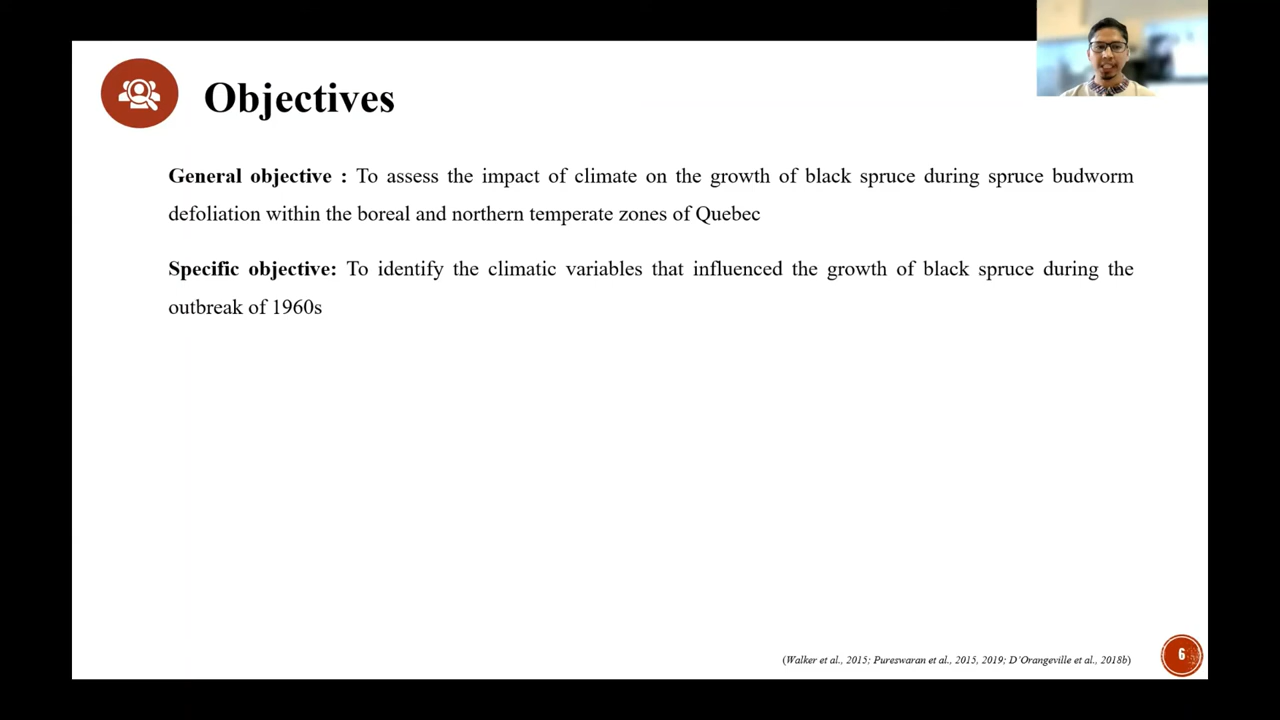 Objectives
General objective : To assess the impact of climate on the growth of black spruce during spruce budworm
defoliation within the boreal and northern temperate zones of Quebec
Specific objective: To identify the climatic variables that influenced the growth of black spruce during the
outbreak of 1960s
(Walker et al., 2015; Pureswaran et al., 2015, 2019; D’Orangeville et al., 2018b)
6